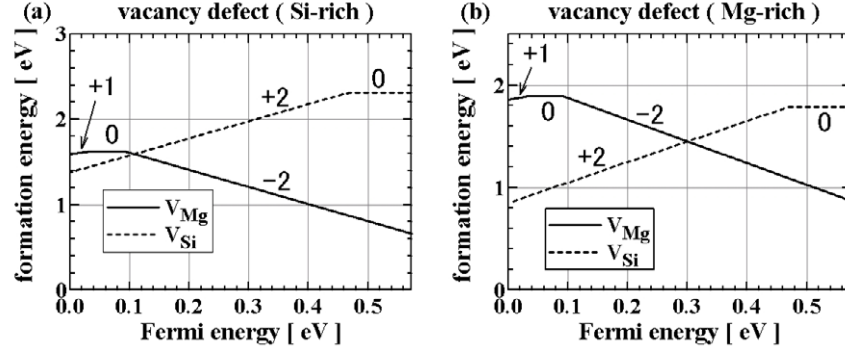 (a) vacancy defect ( Si-rich )
formation energy [ eV ]
3
2
1
0
+1
0
+2
0
−2
V_Mg
V_Si
0.0 0.1 0.2 0.3 0.4 0.5
Fermi energy [ eV ]
(b) vacancy defect ( Mg-rich )
formation energy [ eV ]
2
1
0
+1
0
−2
0
+2
V_Mg
V_Si
0.0 0.1 0.2 0.3 0.4 0.5
Fermi energy [ eV ]